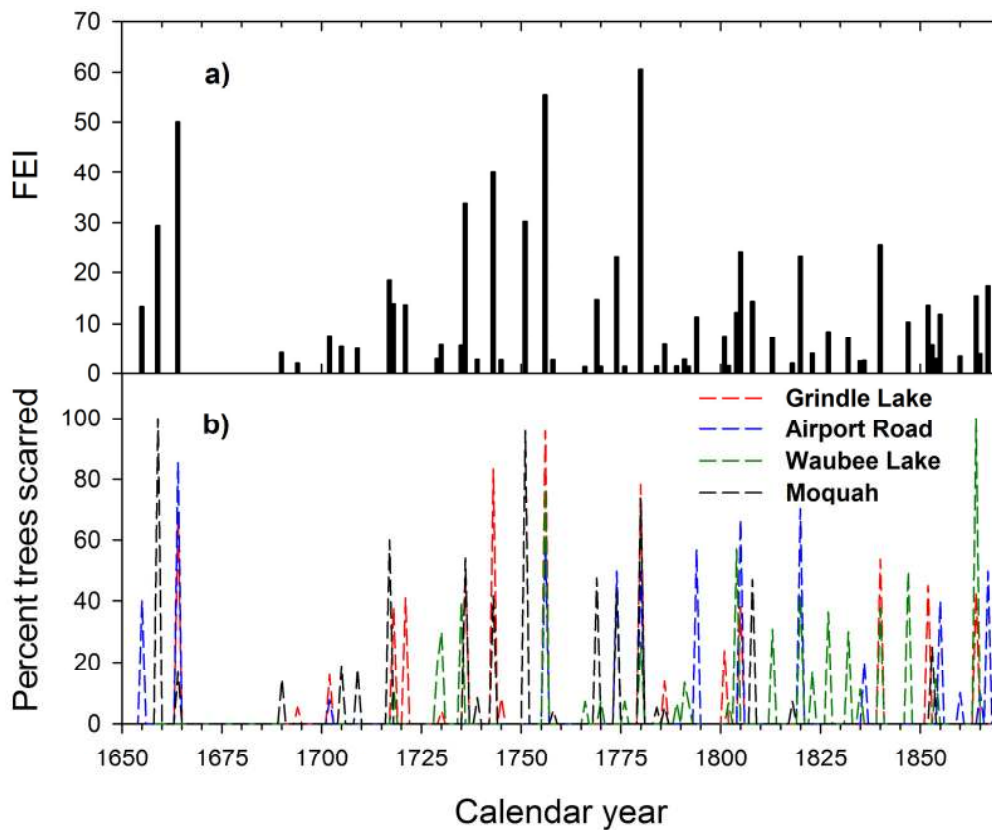 70
60
50
40
30
20
10
0
FEI
a)
100
80
60
40
20
0
Percent trees scarred
b)
Grindle Lake
Airport Road
Waubee Lake
Moquah
1650 1675 1700 1725 1750 1775 1800 1825 1850
Calendar year